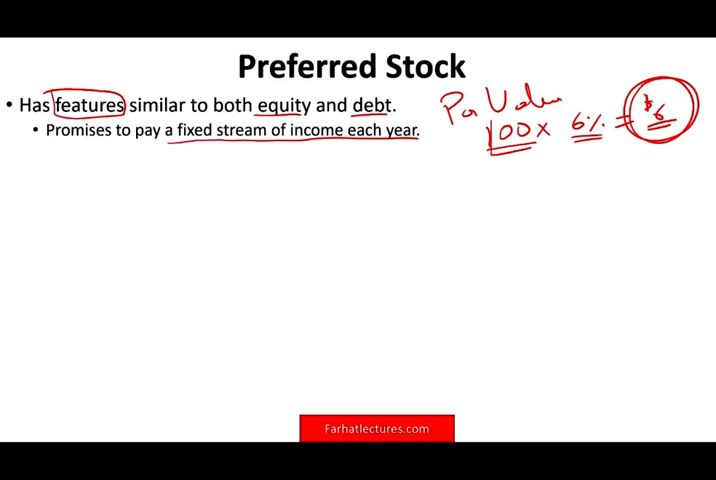 Preferred Stock
• Has features similar to both equity and debt.
• Promises to pay a fixed stream of income each year.
Par Value
100 x 6% = $6
Farhatlectures.com